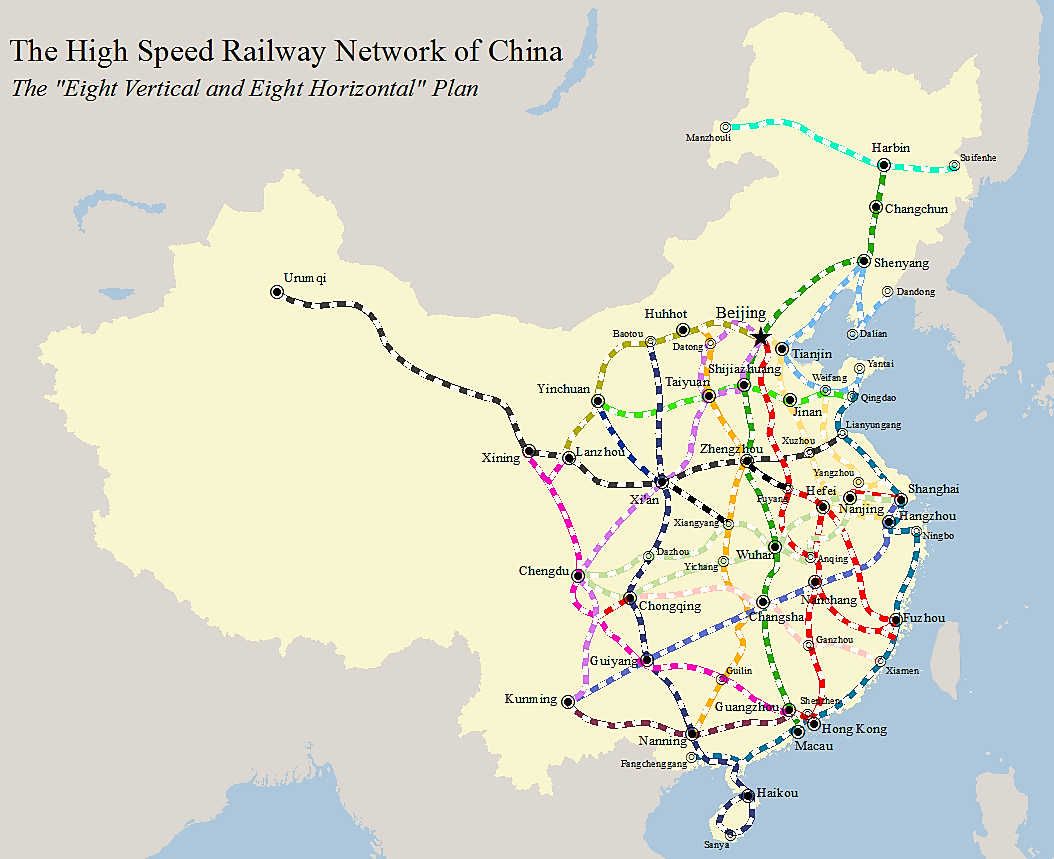 The High Speed Railway Network of China
The "Eight Vertical and Eight Horizontal" Plan
Manzhouli
Harbin
Suifenhe
Changchun
Shenyang
Urumqi
Dandong
Huhhot
Beijing
Baotou
Datong
Dalian
Tianjin
Shijiazhuang
Yantai
Taiyuan
Weifang
Yinchuan
Qingdao
Jinan
Lianyungang
Xuzhou
Zhengzhou
Xining
Lanzhou
Yangzhou
Xi'an
Fuyang
Hefei
Shanghai
Nanjing
Hangzhou
Xiangyang
Ningbo
Dazhou
Wuhan
Yichang
Anqing
Chengdu
Chongqing
Nanchang
Changsha
Fuzhou
Ganzhou
Guiyang
Xiamen
Guilin
Kunming
Shenzhen
Guangzhou
Hong Kong
Nanning
Macau
Fangchenggang
Haikou
Sanya